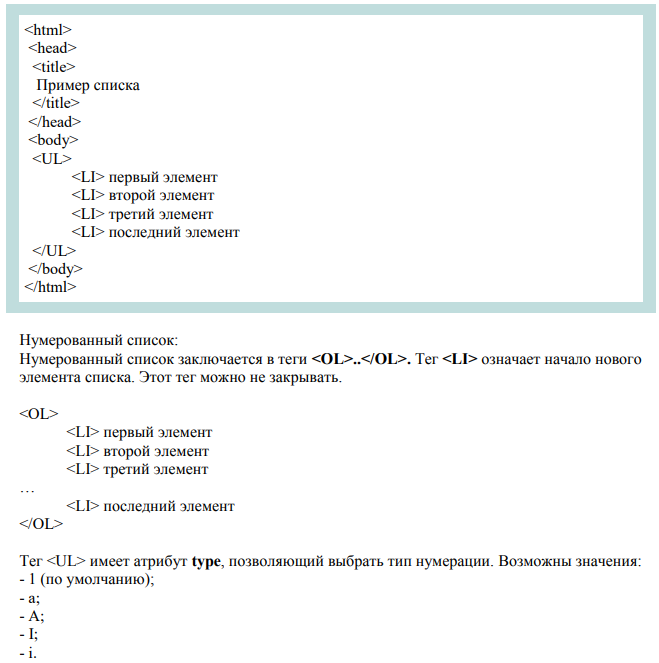 <html>
<head>
<title>
Пример списка
</title>
</head>
<body>
<UL>
<LI> первый элемент
<LI> второй элемент
<LI> третий элемент
<LI> последний элемент
</UL>
</body>
</html>
Нумерованный список:
Нумерованный список заключается в теги <OL>..</OL>. Тег <LI> означает начало нового
элемента списка. Этот тег можно не закрывать.
<OL>
<LI> первый элемент
<LI> второй элемент
<LI> третий элемент
…
<LI> последний элемент
</OL>
Тег <UL> имеет атрибут type, позволяющий выбрать тип нумерации. Возможны значения:
- 1 (по умолчанию);
- a;
- A;
- I;
- i.